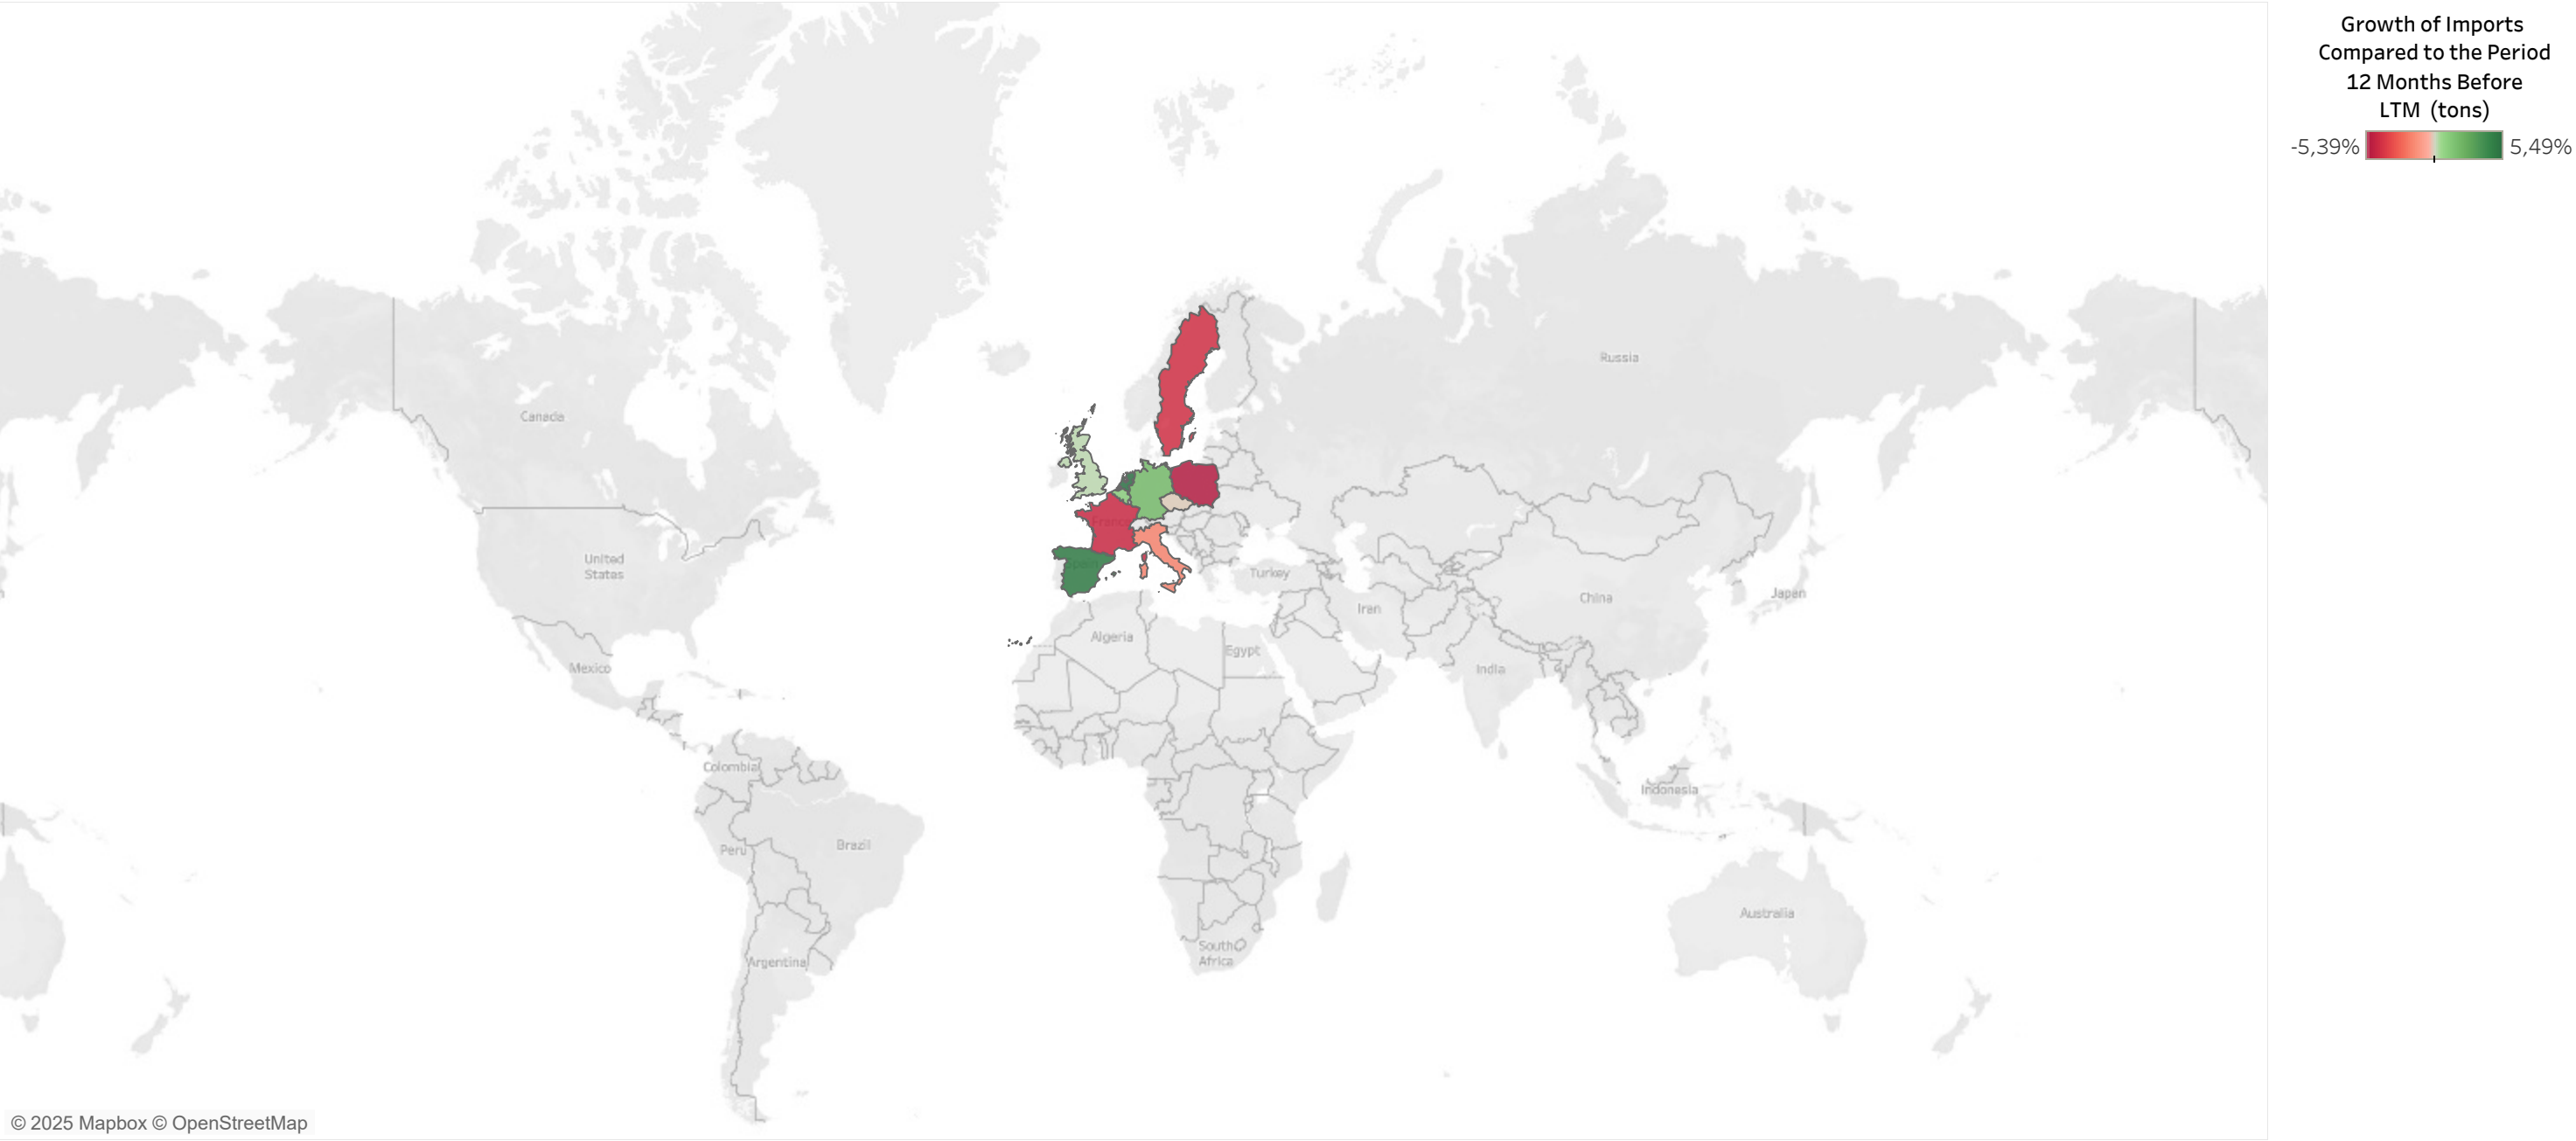 Growth of Imports
Compared to the Period
12 Months Before
LTM (tons)
-5,39%
5,49%
Russia
Canada
France
United
States
Spain
Turkey
Japan
China
Iran
Algeria
Egypt
Mexico
India
Colombia
Indonesia
Brazil
Peru
Australia
South
Africa
Argentina
© 2025 Mapbox © OpenStreetMap